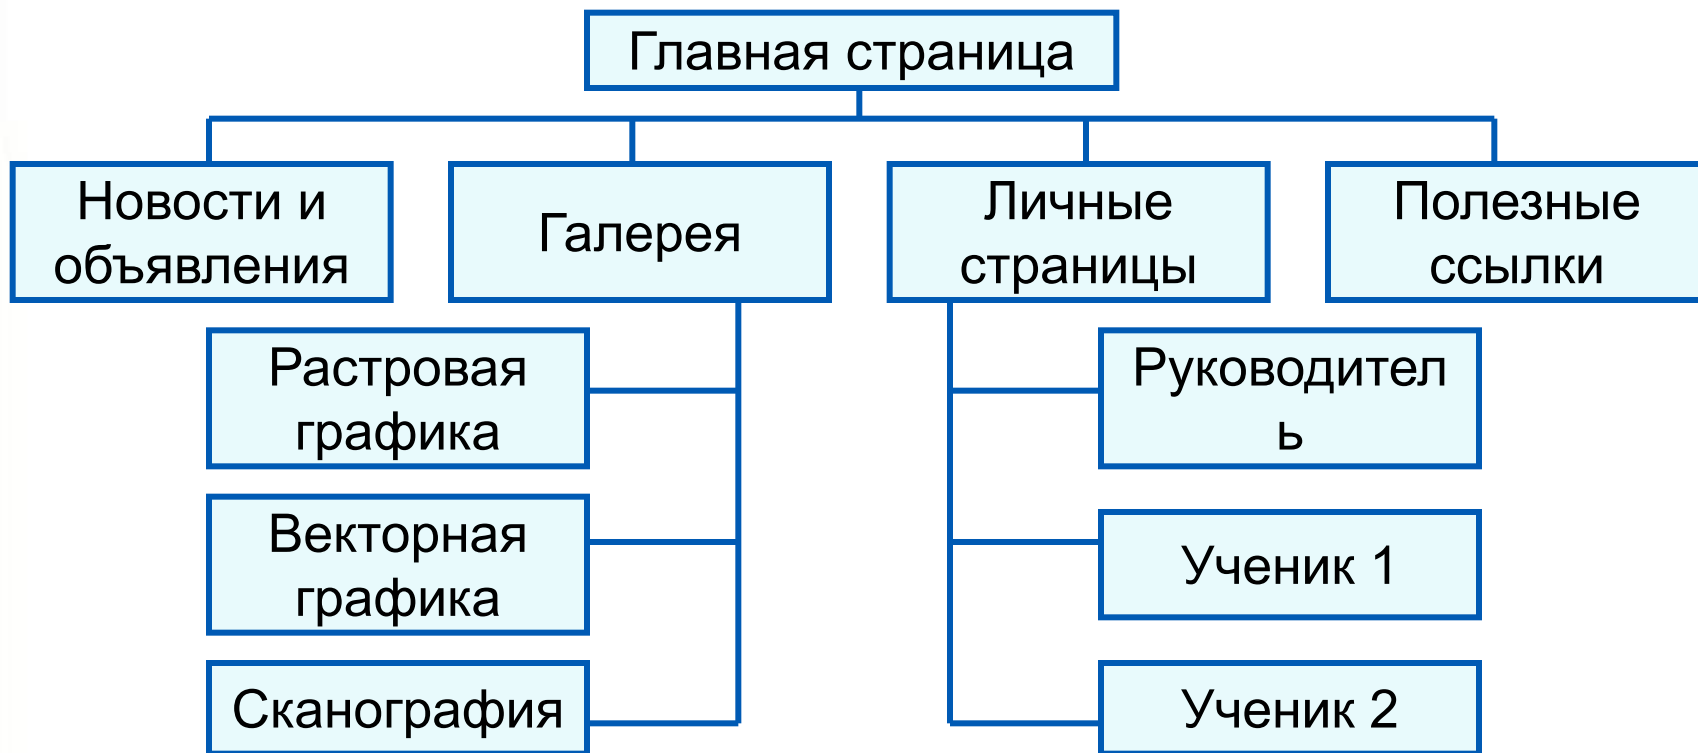 Главная страница
Новости и
объявления
Галерея
Личные
страницы
Полезные
ссылки
Растровая
графика
Векторная
графика
Сканография
Руководител
ь
Ученик 1
Ученик 2